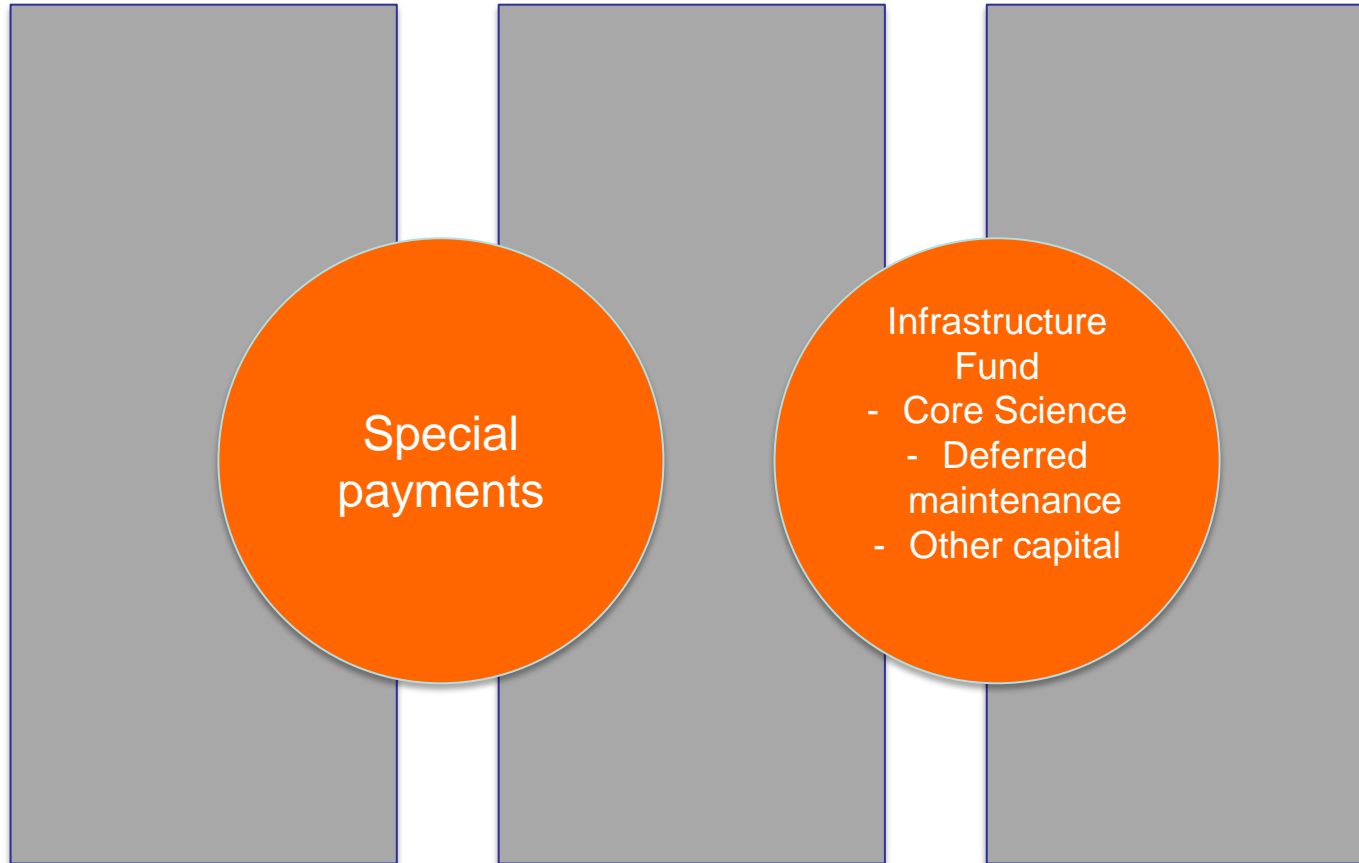 Special
payments
Infrastructure
Fund
- Core Science
- Deferred
maintenance
- Other capital